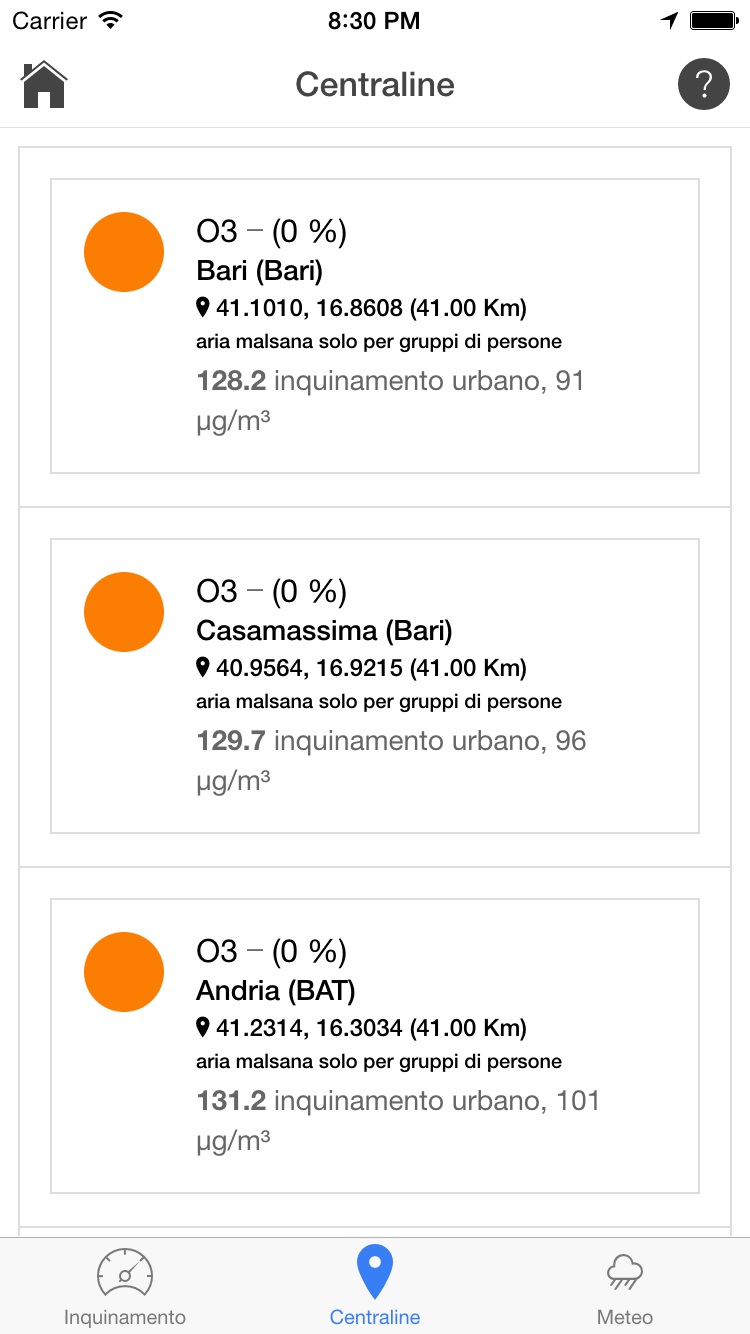 Carrier 8:30 PM
Centraline ?
O3 – (0 %)
Bari (Bari)
41.1010, 16.8608 (41.00 Km)
aria malsana solo per gruppi di persone
128.2 inquinamento urbano, 91
µg/m³
O3 – (0 %)
Casamassima (Bari)
40.9564, 16.9215 (41.00 Km)
aria malsana solo per gruppi di persone
129.7 inquinamento urbano, 96
µg/m³
O3 – (0 %)
Andria (BAT)
41.2314, 16.3034 (41.00 Km)
aria malsana solo per gruppi di persone
131.2 inquinamento urbano, 101
µg/m³
Inquinamento Centraline Meteo